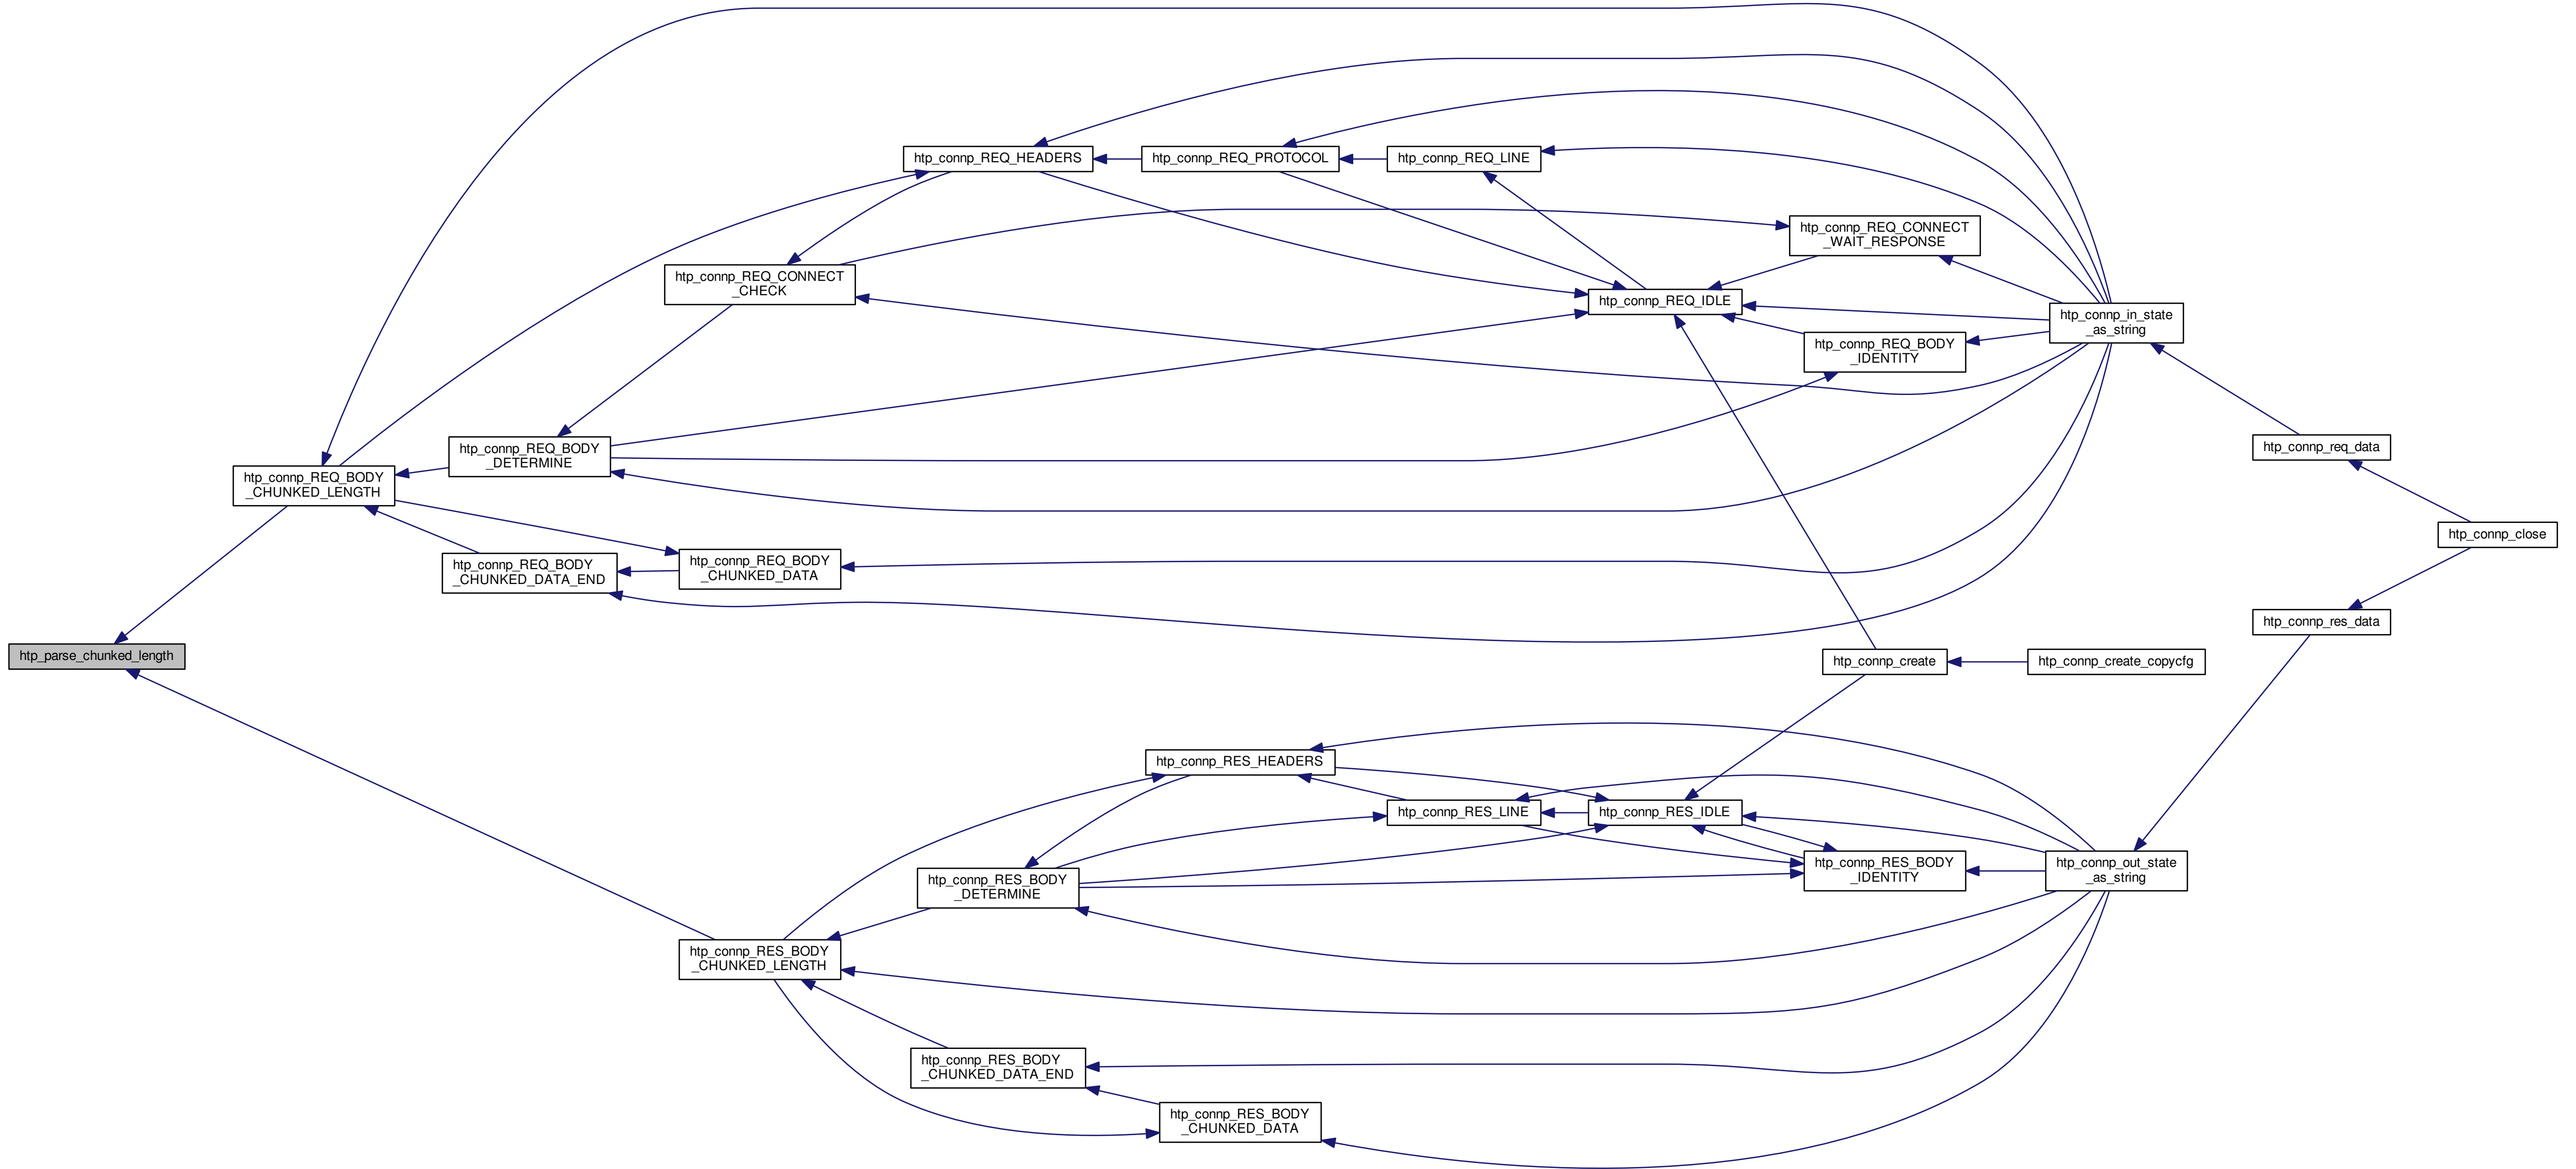 htp_connp_REQ_HEADERS
htp_connp_REQ_PROTOCOL
htp_connp_REQ_LINE
htp_connp_REQ_CONNECT
_WAIT_RESPONSE
htp_connp_REQ_CONNECT
_CHECK
htp_connp_REQ_IDLE
htp_connp_in_state
_as_string
htp_connp_REQ_BODY
_IDENTITY
htp_connp_REQ_BODY
_DETERMINE
htp_connp_req_data
htp_connp_REQ_BODY
_CHUNKED_LENGTH
htp_connp_close
htp_connp_REQ_BODY
_CHUNKED_DATA_END
htp_connp_REQ_BODY
_CHUNKED_DATA
htp_connp_res_data
htp_parse_chunked_length
htp_connp_create
htp_connp_create_copycfg
htp_connp_RES_HEADERS
htp_connp_RES_LINE
htp_connp_RES_IDLE
htp_connp_RES_BODY
_IDENTITY
htp_connp_out_state
_as_string
htp_connp_RES_BODY
_DETERMINE
htp_connp_RES_BODY
_CHUNKED_LENGTH
htp_connp_RES_BODY
_CHUNKED_DATA_END
htp_connp_RES_BODY
_CHUNKED_DATA